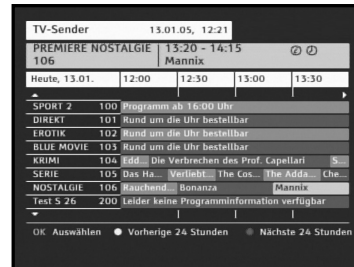 TV-Sender 13.01.05, 12:21
PREMIERE NOSTALGIE 13:20 - 14:15
106 Mannix
Heute, 13.01. 12:00 12:30 13:00 13:30
SPORT 2 100 Programm ab 16:00 Uhr
DIREKT 101 Rund um die Uhr bestellbar
EROTIK 102 Rund um die Uhr bestellbar
BLUE MOVIE 103 Rund um die Uhr bestellbar
KRIMI 104 Edd... Die Verbrechen des Prof. Capellari S...
SERIE 105 Das Ha... Verliebt... The Cos... The Adda... Che...
NOSTALGIE 106 Rauchend... Bonanza Mannix
Test S 26 200 Leider keine Programminformation verfügbar
OK Auswählen Vorherige 24 Stunden Nächste 24 Stunden